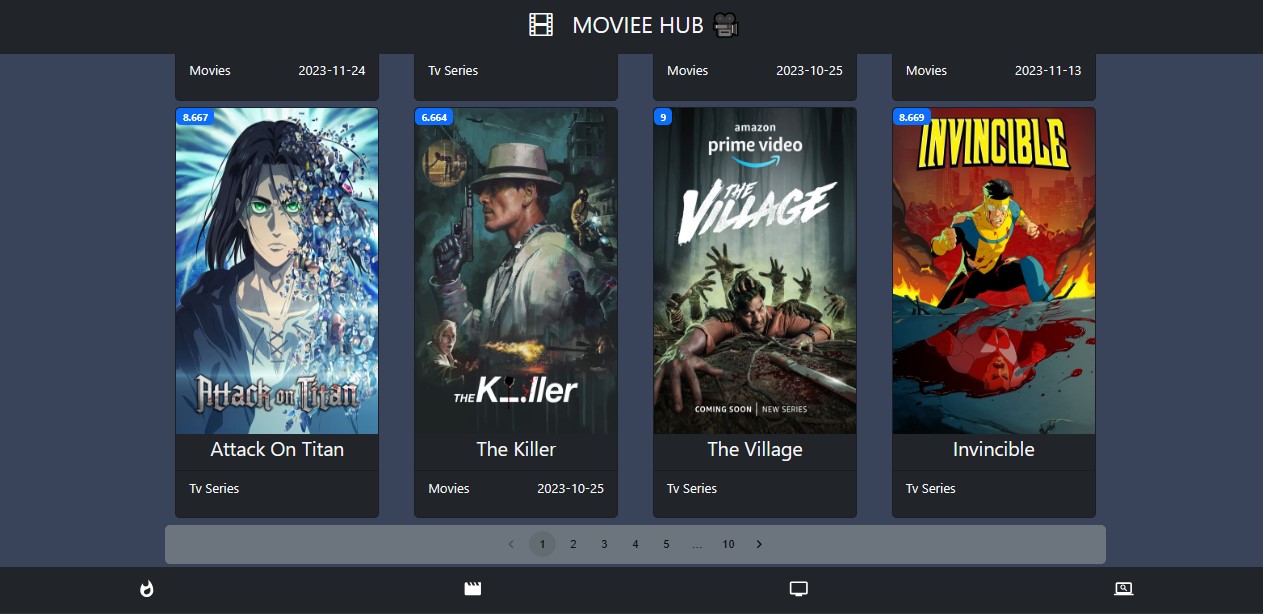 MOVIEE HUB
Movies 2023-11-24
Tv Series
Movies 2023-10-25
Movies 2023-11-13
8.667
Attack on Titan
Attack On Titan
Tv Series
6.664
THE K...ller
The Killer
Movies 2023-10-25
9
amazon
prime video
THE
VILLAGE
COMING SOON | NEW SERIES
The Village
Tv Series
8.669
INVINCIBLE
Invincible
Tv Series
‹ 1 2 3 4 5 ... 10 ›